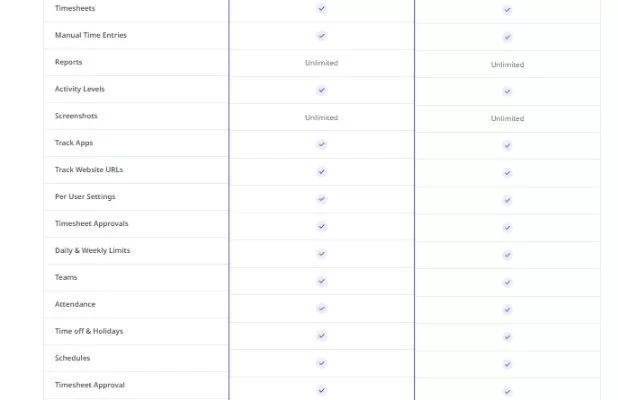 Timesheets
Manual Time Entries
Reports Unlimited Unlimited
Activity Levels
Screenshots Unlimited Unlimited
Track Apps
Track Website URLs
Per User Settings
Timesheet Approvals
Daily & Weekly Limits
Teams
Attendance
Time off & Holidays
Schedules
Timesheet Approval